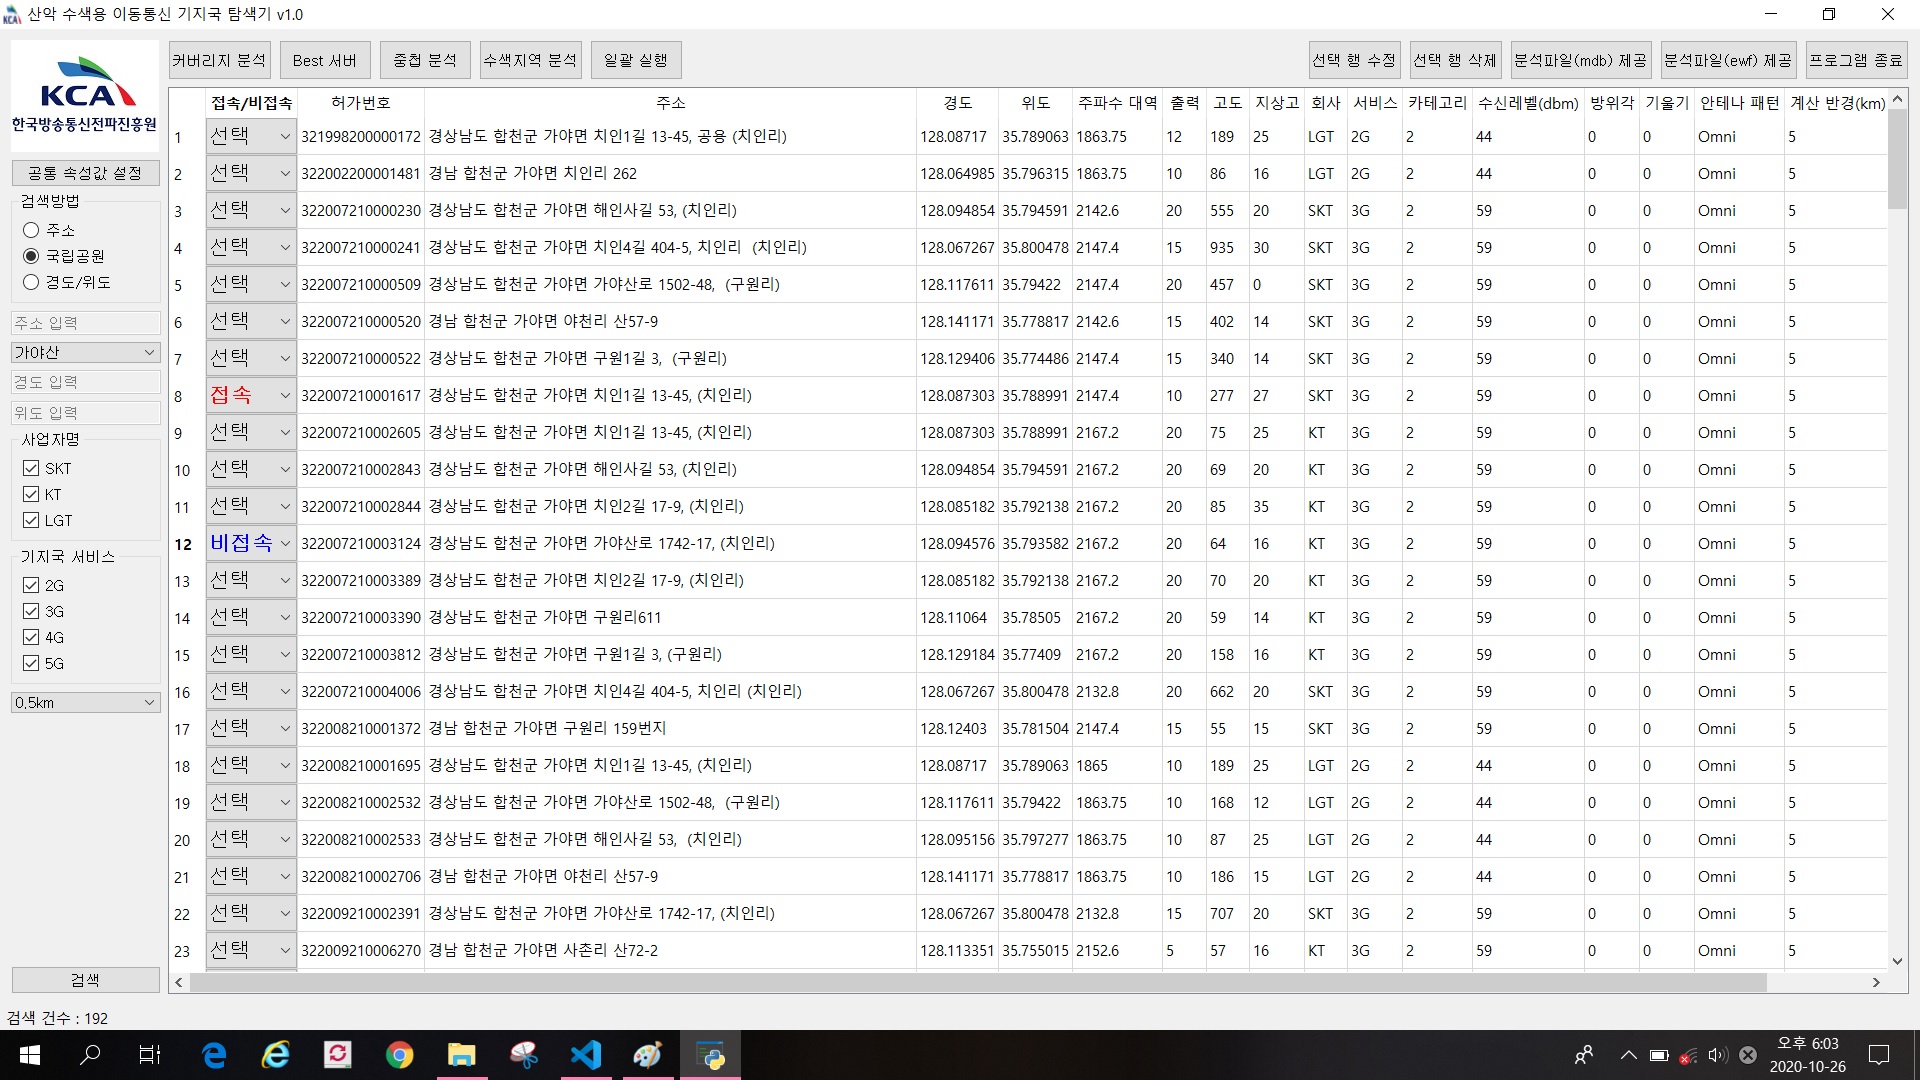 산악 수색용 이동통신 기지국 탐색기 v1.0
KCA
한국방송통신전파진흥원
커버리지 분석 Best 서버 중첩 분석 수색지역 분석 일괄 실행 선택 행 수정 선택 행 삭제 분석파일(mdb) 제공 분석파일(ewf) 제공 프로그램 종료
공통 속성값 설정
검색방법
주소
국립공원
경도/위도
주소 입력
가야산
경도 입력
위도 입력
사업자명
SKT
KT
LGT
기지국 서비스
2G
3G
4G
5G
0.5km
검색
접속/비접속 허가번호 주소 경도 위도 주파수 대역 출력 고도 지상고 회사 서비스 카테고리 수신레벨(dbm) 방위각 기울기 안테나 패턴 계산 반경(km)
1 선택 321998200000172 경상남도 합천군 가야면 치인1길 13-45, 공용 (치인리) 128.08717 35.789063 1863.75 12 189 25 LGT 2G 2 44 0 0 Omni 5
2 선택 322002200001481 경남 합천군 가야면 치인리 262 128.064985 35.796315 1863.75 10 86 16 LGT 2G 2 44 0 0 Omni 5
3 선택 322007210000230 경상남도 합천군 가야면 해인사길 53, (치인리) 128.094854 35.794591 2142.6 20 555 20 SKT 3G 2 59 0 0 Omni 5
4 선택 322007210000241 경상남도 합천군 가야면 치인4길 404-5, 치인리 (치인리) 128.067267 35.800478 2147.4 15 935 30 SKT 3G 2 59 0 0 Omni 5
5 선택 322007210000509 경상남도 합천군 가야면 가야산로 1502-48, (구원리) 128.117611 35.79422 2147.4 20 457 0 SKT 3G 2 59 0 0 Omni 5
6 선택 322007210000520 경남 합천군 가야면 야천리 산57-9 128.141171 35.778817 2142.6 15 402 14 SKT 3G 2 59 0 0 Omni 5
7 선택 322007210000522 경상남도 합천군 가야면 구원1길 3, (구원리) 128.129406 35.774486 2147.4 15 340 14 SKT 3G 2 59 0 0 Omni 5
8 접속 322007210001617 경상남도 합천군 가야면 치인1길 13-45, (치인리) 128.087303 35.788991 2147.4 10 277 27 SKT 3G 2 59 0 0 Omni 5
9 선택 322007210002605 경상남도 합천군 가야면 치인1길 13-45, (치인리) 128.087303 35.788991 2167.2 20 75 25 KT 3G 2 59 0 0 Omni 5
10 선택 322007210002843 경상남도 합천군 가야면 해인사길 53, (치인리) 128.094854 35.794591 2167.2 20 69 20 KT 3G 2 59 0 0 Omni 5
11 선택 322007210002844 경상남도 합천군 가야면 치인2길 17-9, (치인리) 128.085182 35.792138 2167.2 20 85 35 KT 3G 2 59 0 0 Omni 5
12 비접속 322007210003124 경상남도 합천군 가야면 가야산로 1742-17, (치인리) 128.094576 35.793582 2167.2 20 64 16 KT 3G 2 59 0 0 Omni 5
13 선택 322007210003389 경상남도 합천군 가야면 치인2길 17-9, (치인리) 128.085182 35.792138 2167.2 20 70 20 KT 3G 2 59 0 0 Omni 5
14 선택 322007210003390 경상남도 합천군 가야면 구원리611 128.11064 35.78505 2167.2 20 59 14 KT 3G 2 59 0 0 Omni 5
15 선택 322007210003812 경상남도 합천군 가야면 구원1길 3, (구원리) 128.129184 35.77409 2167.2 20 158 16 KT 3G 2 59 0 0 Omni 5
16 선택 322007210004006 경상남도 합천군 가야면 치인4길 404-5, 치인리 (치인리) 128.067267 35.800478 2132.8 20 662 20 SKT 3G 2 59 0 0 Omni 5
17 선택 322008210001372 경남 합천군 가야면 구원리 159번지 128.12403 35.781504 2147.4 15 55 15 SKT 3G 2 59 0 0 Omni 5
18 선택 322008210001695 경상남도 합천군 가야면 치인1길 13-45, (치인리) 128.08717 35.789063 1865 10 189 25 LGT 2G 2 44 0 0 Omni 5
19 선택 322008210002532 경상남도 합천군 가야면 가야산로 1502-48, (구원리) 128.117611 35.79422 1863.75 10 168 12 LGT 2G 2 44 0 0 Omni 5
20 선택 322008210002533 경상남도 합천군 가야면 해인사길 53, (치인리) 128.095156 35.797277 1863.75 10 87 25 LGT 2G 2 44 0 0 Omni 5
21 선택 322008210002706 경남 합천군 가야면 야천리 산57-9 128.141171 35.778817 1863.75 10 186 15 LGT 2G 2 44 0 0 Omni 5
22 선택 322009210002391 경상남도 합천군 가야면 가야산로 1742-17, (치인리) 128.067267 35.800478 2132.8 15 707 20 SKT 3G 2 59 0 0 Omni 5
23 선택 322009210006270 경남 합천군 가야면 사촌리 산72-2 128.113351 35.755015 2152.6 5 57 16 KT 3G 2 59 0 0 Omni 5
검색 건수 : 192
오후 6:03
2020-10-26